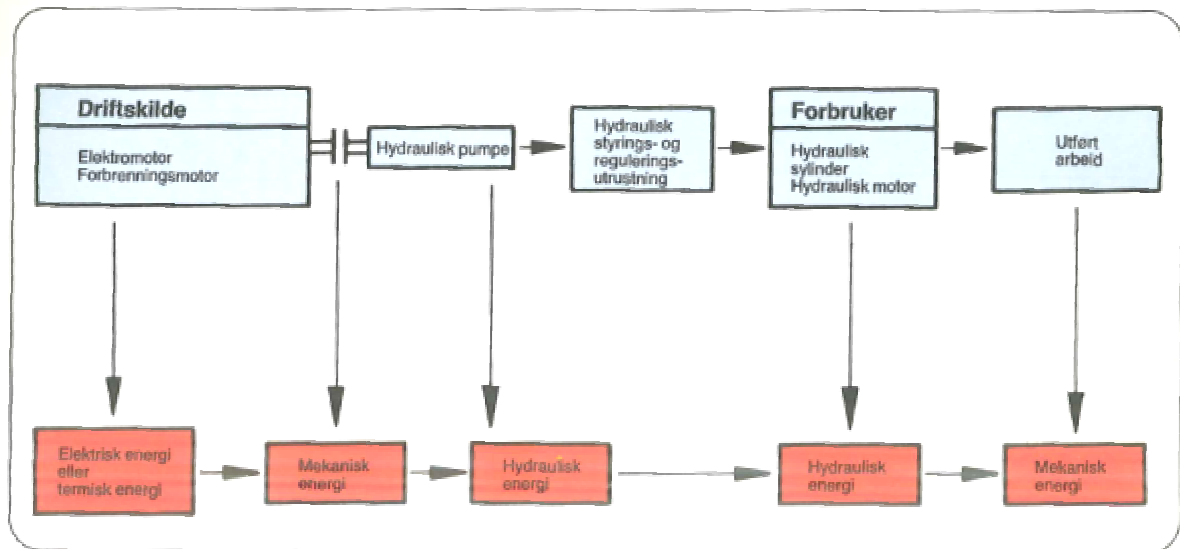 Driftskilde
Elektromotor
Forbrenningsmotor
Hydraulisk pumpe
Hydraulisk
styrings- og
regulerings-
utrustning
Forbruker
Hydraulisk
sylinder
Hydraulisk motor
Utført
arbeid
Elektrisk energi
eller
termisk energi
Mekanisk
energi
Hydraulisk
energi
Hydraulisk
energi
Mekanisk
energi